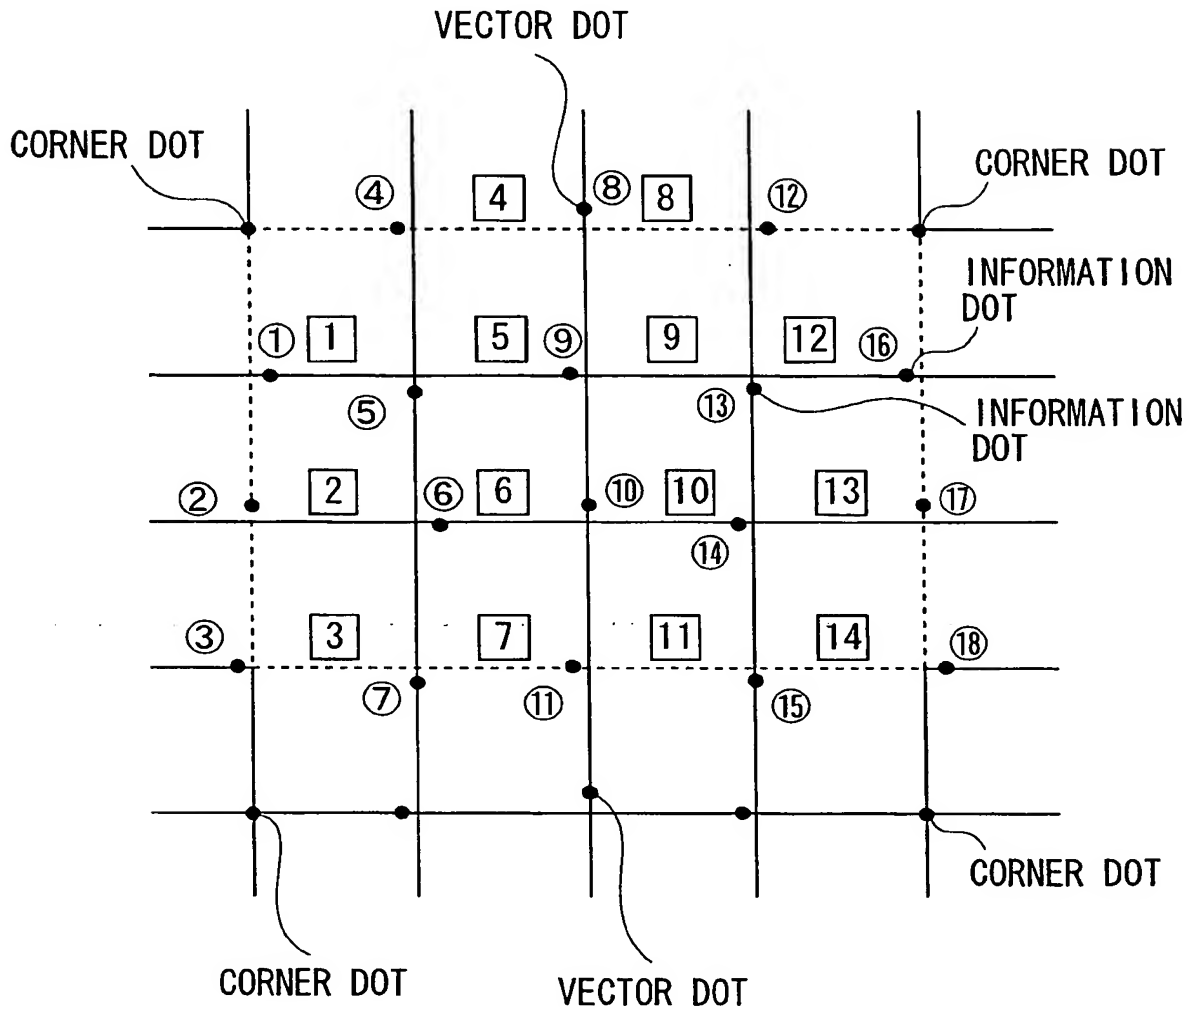 VECTOR DOT
CORNER DOT
CORNER DOT
④ 4 ⑧ 8 ⑫
INFORMATION
DOT
① 1 5 ⑨ 9 12 ⑯
⑤ ⑬
INFORMATION
DOT
② 2 ⑥ 6 ⑩ 10 13 ⑰
⑭
③ 3 7 11 14 ⑱
⑦ ⑪ ⑮
CORNER DOT
CORNER DOT
VECTOR DOT